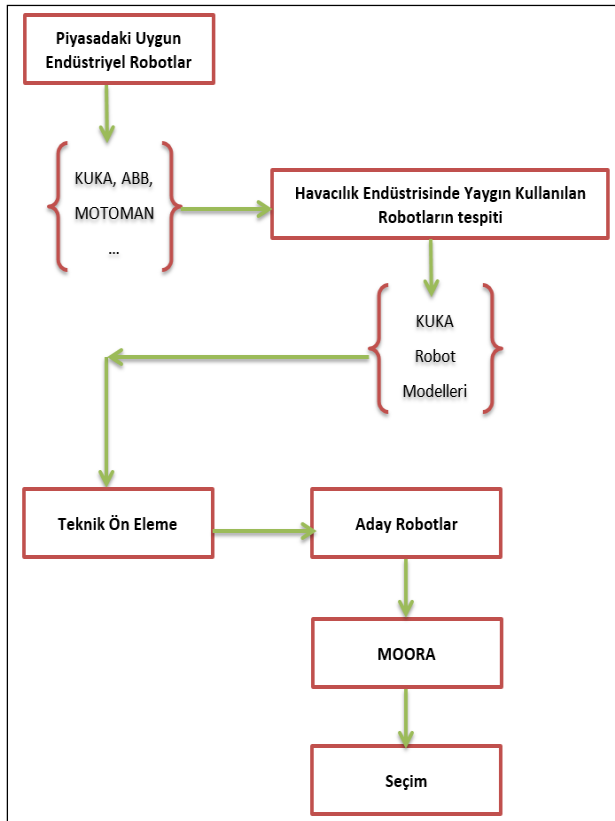 Piyasadaki Uygun
Endüstriyel Robotlar
KUKA, ABB,
MOTOMAN
...
Havacılık Endüstrisinde Yaygın Kullanılan
Robotların tespiti
KUKA
Robot
Modelleri
Teknik Ön Eleme
Aday Robotlar
MOORA
Seçim